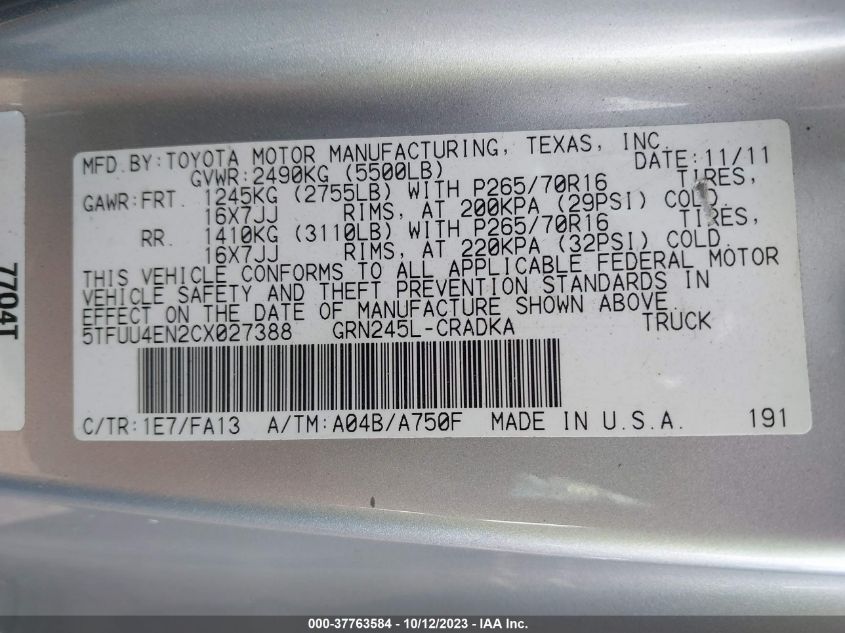 MFD.BY:TOYOTA MOTOR MANUFACTURING, TEXAS, INC.
GVWR:2490KG (5500LB) DATE:11/11
GAWR:FRT. 1245KG (2755LB) WITH P265/70R16 TIRES,
16X7JJ RIMS, AT 200KPA (29PSI) COLD.
RR. 1410KG (3110LB) WITH P265/70R16 TIRES,
16X7JJ RIMS, AT 220KPA (32PSI) COLD.
THIS VEHICLE CONFORMS TO ALL APPLICABLE FEDERAL MOTOR
VEHICLE SAFETY AND THEFT PREVENTION STANDARDS IN
EFFECT ON THE DATE OF MANUFACTURE SHOWN ABOVE.
5TFUU4EN2CX027388 GRN245L-CRADKA TRUCK
C/TR:1E7/FA13 A/TM:A04B/A750F MADE IN U.S.A. 191
7704T
000-37763584 - 10/12/2023 - IAA Inc.